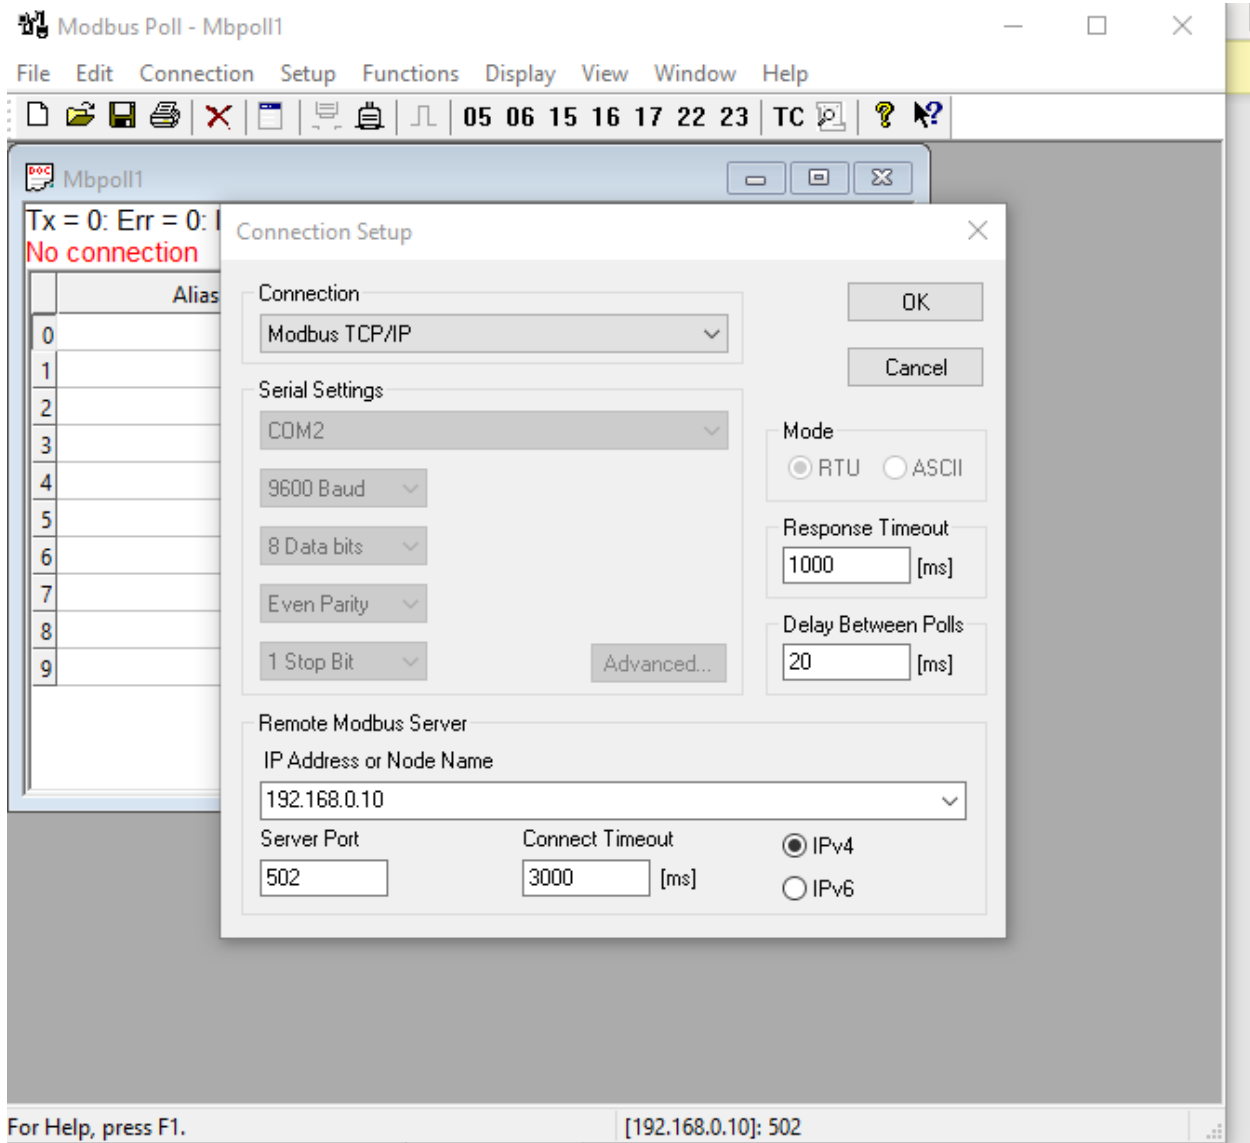 Modbus Poll - Mbpoll1
File Edit Connection Setup Functions Display View Window Help
05 06 15 16 17 22 23 TC
DOC Mbpoll1
Tx = 0: Err = 0:
No connection
Alias
0
1
2
3
4
5
6
7
8
9
Connection Setup
Connection
Modbus TCP/IP
OK
Cancel
Serial Settings
COM2
9600 Baud
8 Data bits
Even Parity
1 Stop Bit
Advanced...
Mode
RTU ASCII
Response Timeout
1000 [ms]
Delay Between Polls
20 [ms]
Remote Modbus Server
IP Address or Node Name
192.168.0.10
Server Port
502
Connect Timeout
3000 [ms]
IPv4
IPv6
For Help, press F1.
[192.168.0.10]: 502